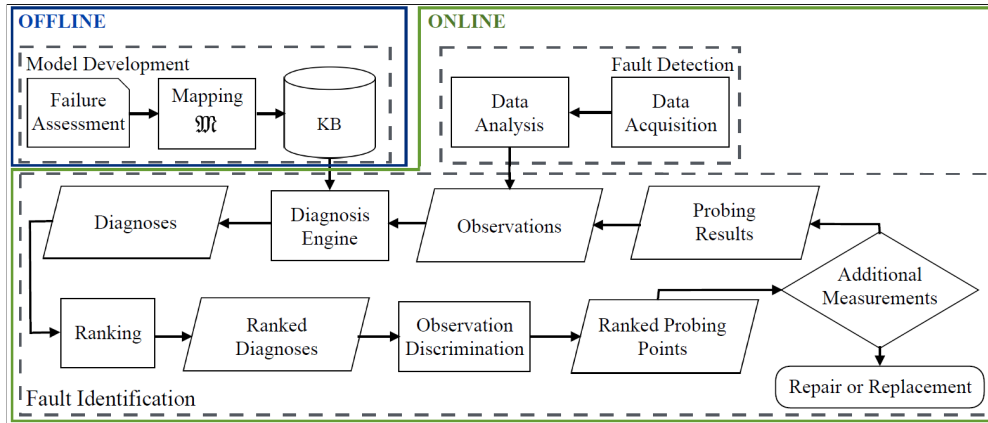 OFFLINE
ONLINE
Model Development
Failure
Assessment
Mapping
𝔐
KB
Fault Detection
Data
Analysis
Data
Acquisition
Diagnoses
Diagnosis
Engine
Observations
Probing
Results
Additional
Measurements
Ranking
Ranked
Diagnoses
Observation
Discrimination
Ranked Probing
Points
Repair or Replacement
Fault Identification